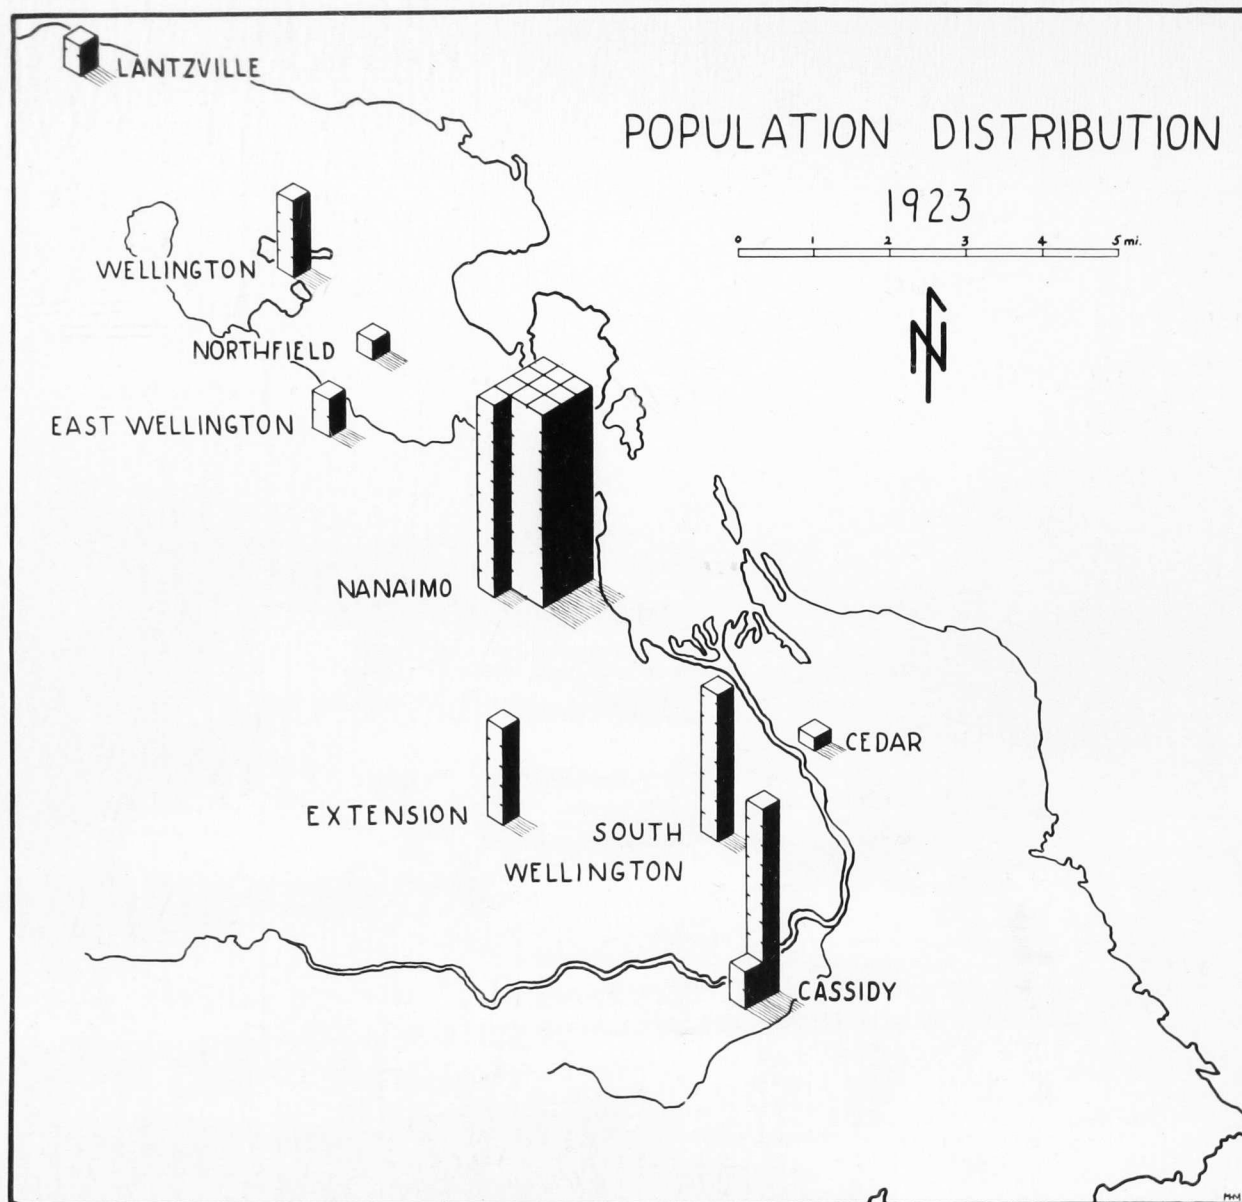 LANTZVILLE
POPULATION DISTRIBUTION
1923
0 1 2 3 4 5 mi.
WELLINGTON
N
NORTHFIELD
EAST WELLINGTON
NANAIMO
CEDAR
EXTENSION
SOUTH
WELLINGTON
CASSIDY